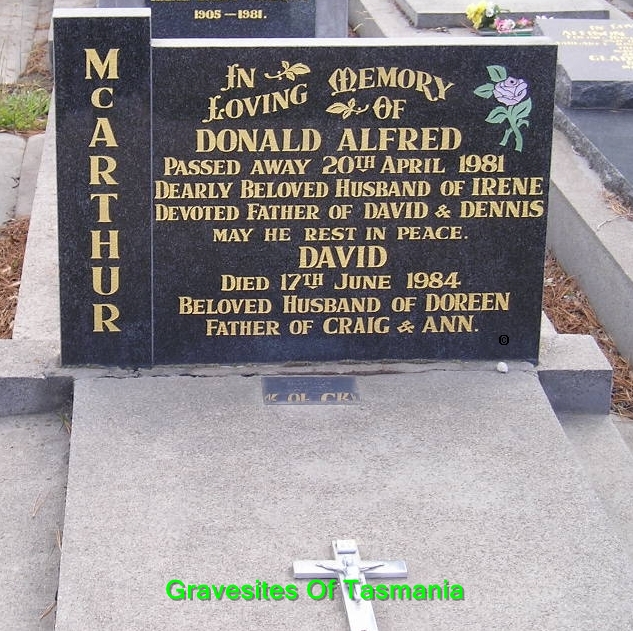 1905 – 1981.
McARTHUR
IN LOVING MEMORY OF
DONALD ALFRED
PASSED AWAY 20TH APRIL 1981
DEARLY BELOVED HUSBAND OF IRENE
DEVOTED FATHER OF DAVID & DENNIS
MAY HE REST IN PEACE.
DAVID
DIED 17TH JUNE 1984
BELOVED HUSBAND OF DOREEN
FATHER OF CRAIG & ANN.
©
Gravesites Of Tasmania